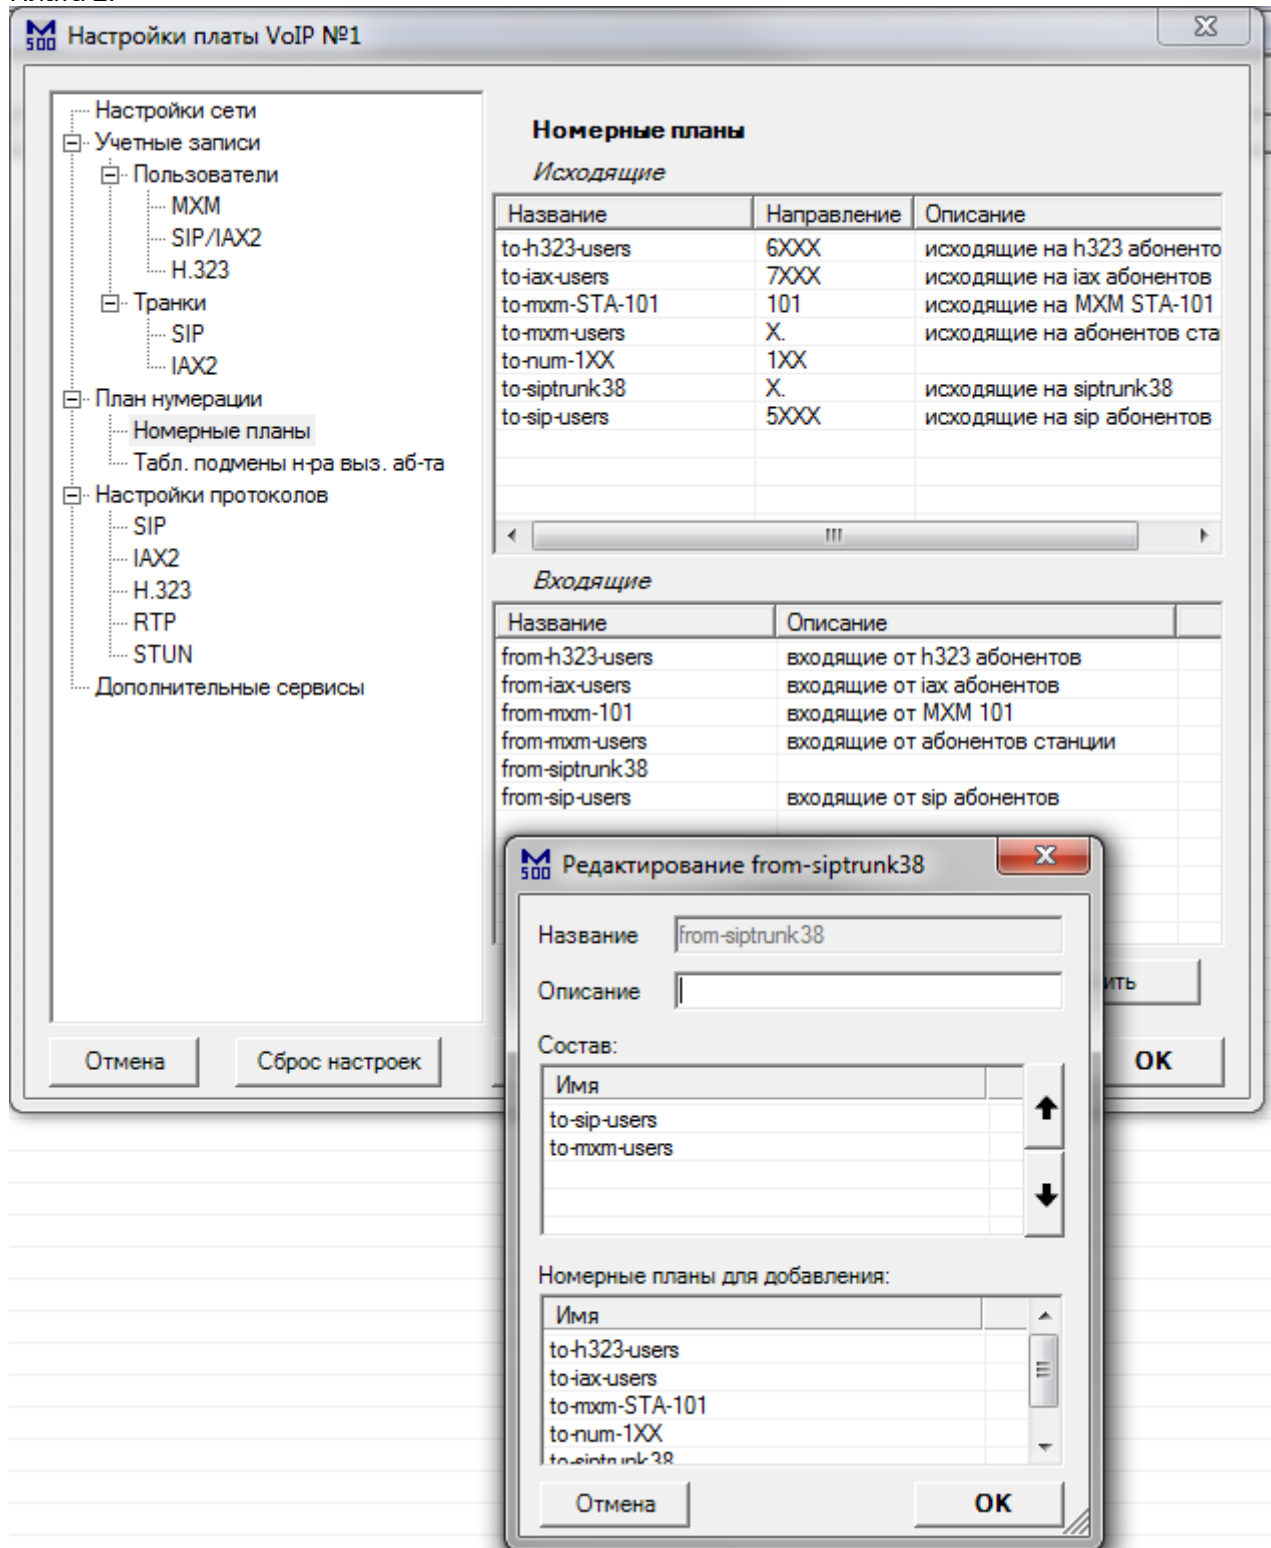 M 500 Настройки платы VoIP №1
Настройки сети
Учетные записи
Пользователи
MXM
SIP/IAX2
H.323
Транки
SIP
IAX2
План нумерации
Номерные планы
Табл. подмены н-ра выз. аб-та
Настройки протоколов
SIP
IAX2
H.323
RTP
STUN
Дополнительные сервисы
Номерные планы
Исходящие
Название Направление Описание
to-h323-users 6XXX исходящие на h323 абоненто
to-iax-users 7XXX исходящие на iax абонентов
to-mxm-STA-101 101 исходящие на MXM STA-101
to-mxm-users X. исходящие на абонентов ста
to-num-1XX 1XX
to-siptrunk38 X. исходящие на siptrunk38
to-sip-users 5XXX исходящие на sip абонентов
Входящие
Название Описание
from-h323-users входящие от h323 абонентов
from-iax-users входящие от iax абонентов
from-mxm-101 входящие от MXM 101
from-mxm-users входящие от абонентов станции
from-siptrunk38
from-sip-users входящие от sip абонентов
ить
Отмена Сброс настроек OK
M 500 Редактирование from-siptrunk38
Название from-siptrunk38
Описание
Состав:
Имя
to-sip-users
to-mxm-users
Номерные планы для добавления:
Имя
to-h323-users
to-iax-users
to-mxm-STA-101
to-num-1XX
to-siptrunk38
Отмена OK